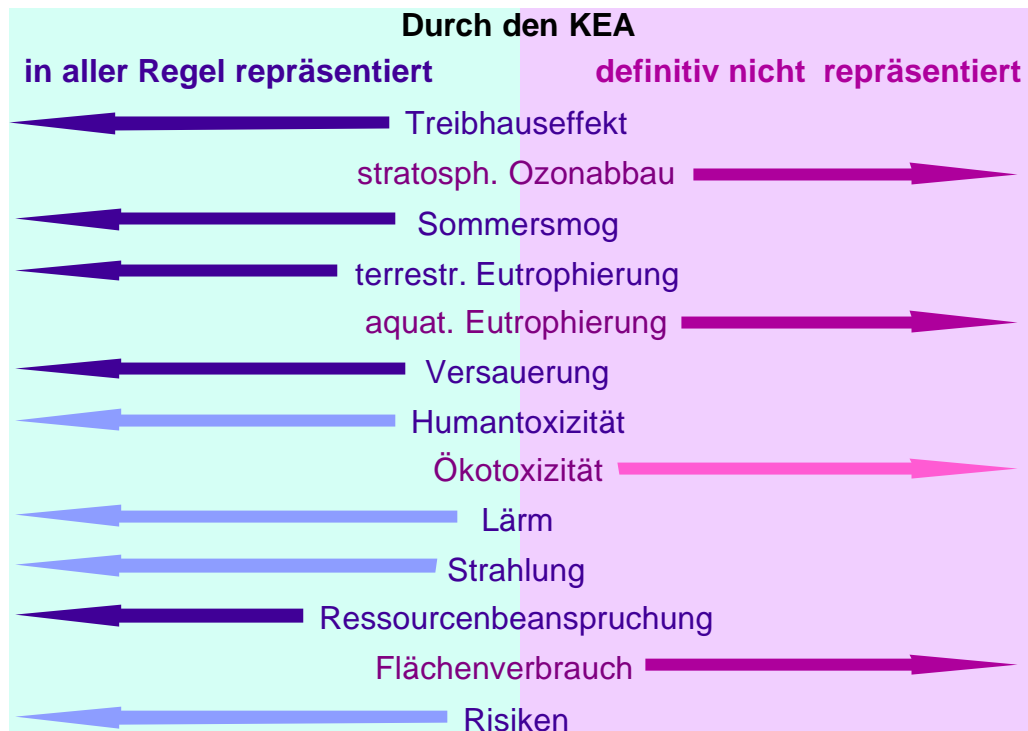 Durch den KEA
in aller Regel repräsentiert definitiv nicht repräsentiert
Treibhauseffekt
stratosph. Ozonabbau
Sommersmog
terrestr. Eutrophierung
aquat. Eutrophierung
Versauerung
Humantoxizität
Ökotoxizität
Lärm
Strahlung
Ressourcenbeanspruchung
Flächenverbrauch
Risiken